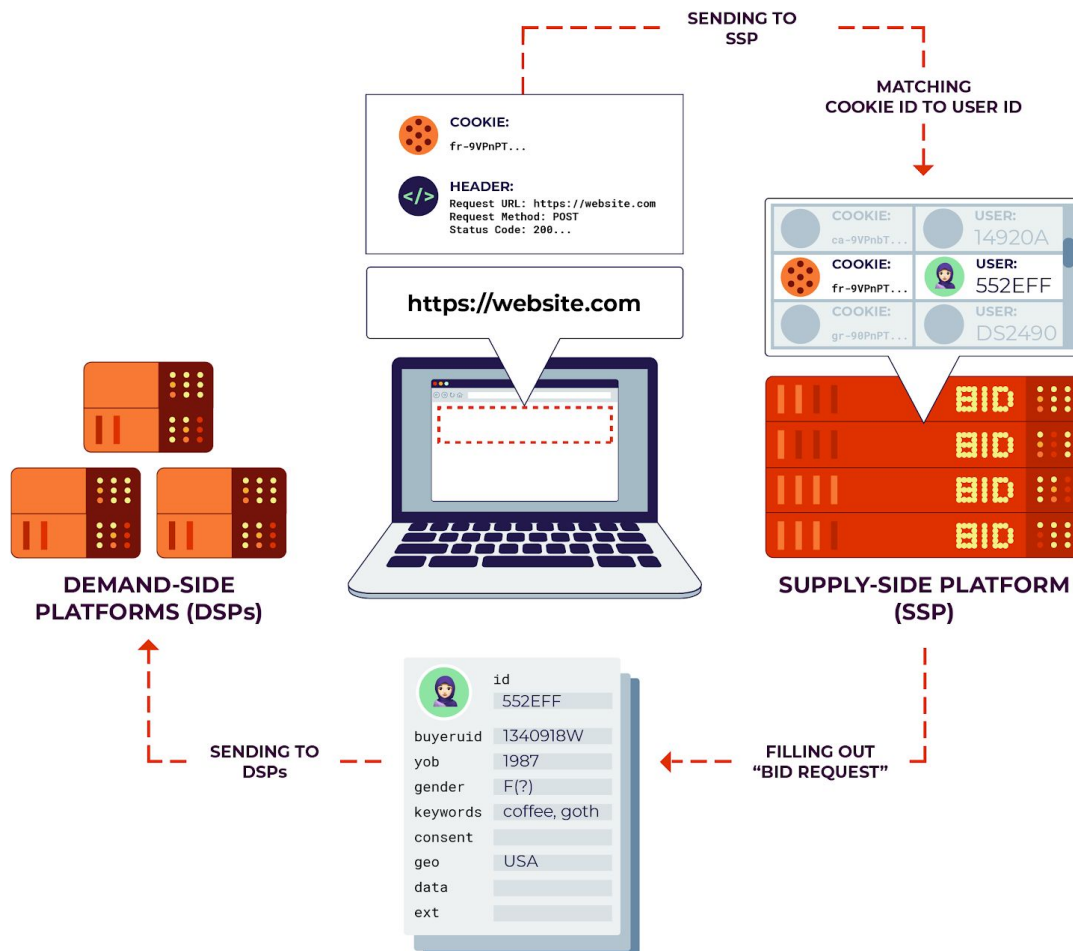 SENDING TO
SSP
MATCHING
COOKIE ID TO USER ID
COOKIE:
fr-9VPnPT...
</>
HEADER:
Request URL: https://website.com
Request Method: POST
Status Code: 200...
https://website.com
COOKIE:
ca-9VPnbT...
USER:
14920A
COOKIE:
fr-9VPnPT...
USER:
552EFF
COOKIE:
gr-90PnPT...
USER:
DS2490
BID
BID
BID
BID
DEMAND-SIDE
PLATFORMS (DSPs)
SUPPLY-SIDE PLATFORM
(SSP)
id
552EFF
buyeruid 1340918W
yob 1987
gender F(?)
keywords coffee, goth
consent
geo USA
data
ext
SENDING TO
DSPs
FILLING OUT
“BID REQUEST”